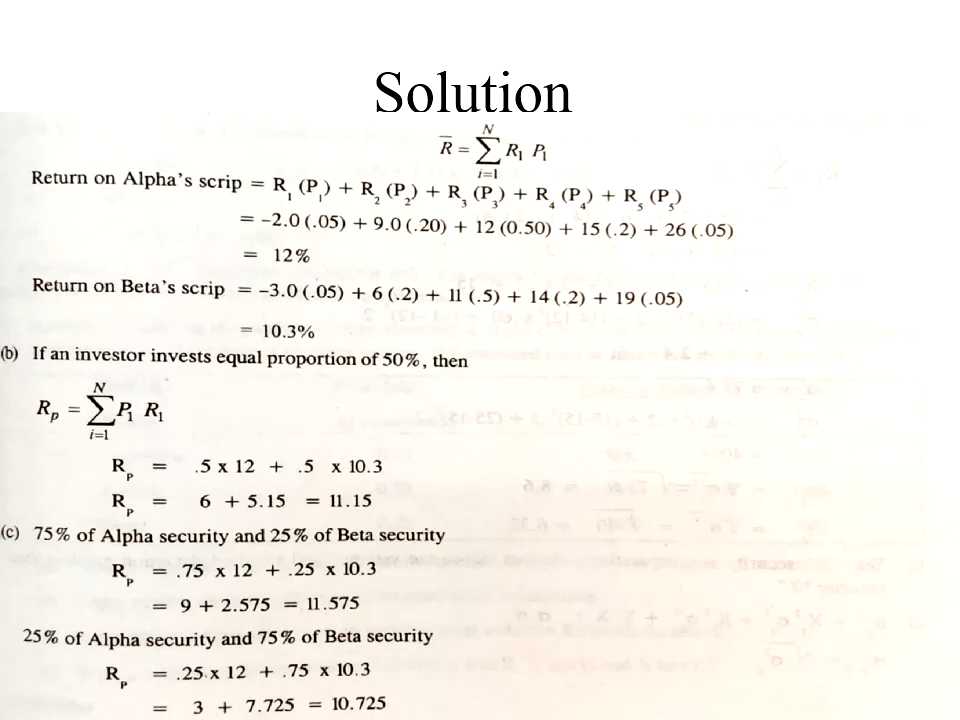 Solution
R̅ = ∑ᵢ₌₁ᴺ R₁ P₁
Return on Alpha's scrip = R₁ (P₁) + R₂ (P₂) + R₃ (P₃) + R₄ (P₄) + R₅ (P₅)
= –2.0 (.05) + 9.0 (.20) + 12 (0.50) + 15 (.2) + 26 (.05)
= 12%
Return on Beta's scrip = –3.0 (.05) + 6 (.2) + 11 (.5) + 14 (.2) + 19 (.05)
= 10.3%
(b) If an investor invests equal proportion of 50%, then
Rₚ = ∑ᵢ₌₁ᴺ P₁ R₁
Rₚ = .5 x 12 + .5 x 10.3
Rₚ = 6 + 5.15 = 11.15
(c) 75% of Alpha security and 25% of Beta security
Rₚ = .75 x 12 + .25 x 10.3
= 9 + 2.575 = 11.575
25% of Alpha security and 75% of Beta security
Rₚ = .25 x 12 + .75 x 10.3
= 3 + 7.725 = 10.725